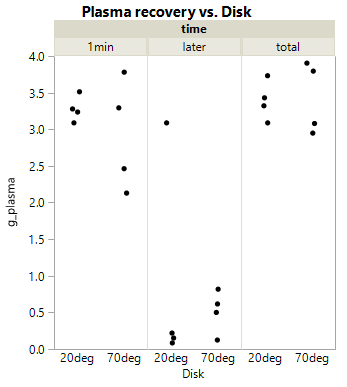 Plasma recovery vs. Disk
time
1min later total
4.0
3.5
3.0
2.5
2.0
1.5
1.0
0.5
0.0
g_plasma
20deg 70deg 20deg 70deg 20deg 70deg
Disk